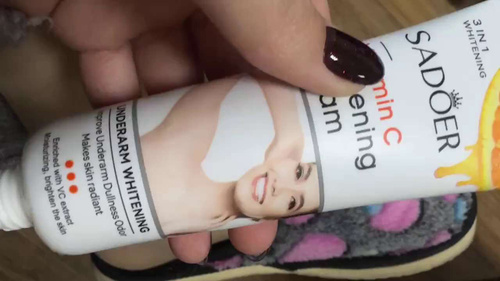 3 IN 1
WHITENING
SADOER
min C
ening
am
UNDERARM WHITENING
prove Underarm Dullness Odor
Makes skin radiant
Enriched with VC extract
Moisturizing, brighten the skin